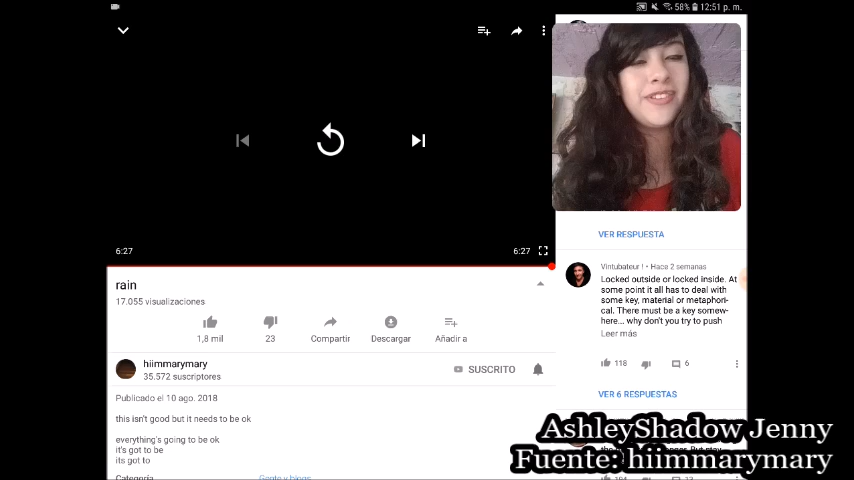 58% 12:51 p. m.
6:27
6:27
rain
17.055 visualizaciones
1,8 mil
23
Compartir
Descargar
Añadir a
hiimmarymary
35.572 suscriptores
SUSCRITO
Publicado el 10 ago. 2018
this isn't good but it needs to be ok
everything's going to be ok
it's got to be
its got to
Categoría
Gente y blogs
VER RESPUESTA
Vintubateur ! • Hace 2 semanas
Locked outside or locked inside. At
some point it all has to deal with
some key, material or metaphori-
cal. There must be a key somew-
here... why don't you try to push
Leer más
118
6
VER 6 RESPUESTAS
AshleyShadow Jenny
Fuente: hiimmarymary